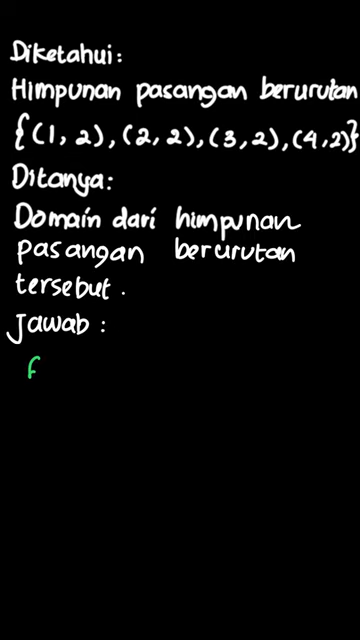 Diketahui:
Himpunan pasangan berurutan
{(1, 2), (2, 2), (3, 2), (4, 2)}
Ditanya:
Domain dari himpunan
pasangan berurutan
tersebut.
Jawab: